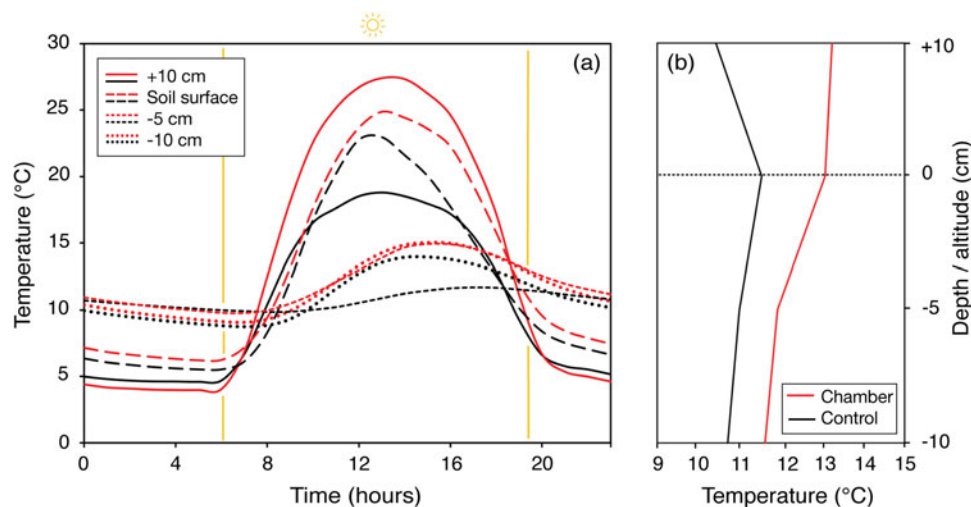 (a)
+10 cm
Soil surface
-5 cm
-10 cm
30
25
20
15
10
5
0
Temperature (°C)
0 4 8 12 16 20
Time (hours)
(b)
+10
0
-5
-10
Depth / altitude (cm)
Chamber
Control
9 10 11 12 13 14 15
Temperature (°C)